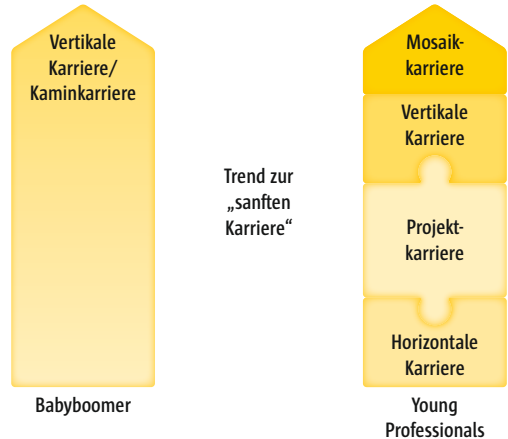 Vertikale
Karriere/
Kaminkarriere
Babyboomer
Trend zur
„sanften
Karriere“
Mosaik-
karriere
Vertikale
Karriere
Projekt-
karriere
Horizontale
Karriere
Young
Professionals